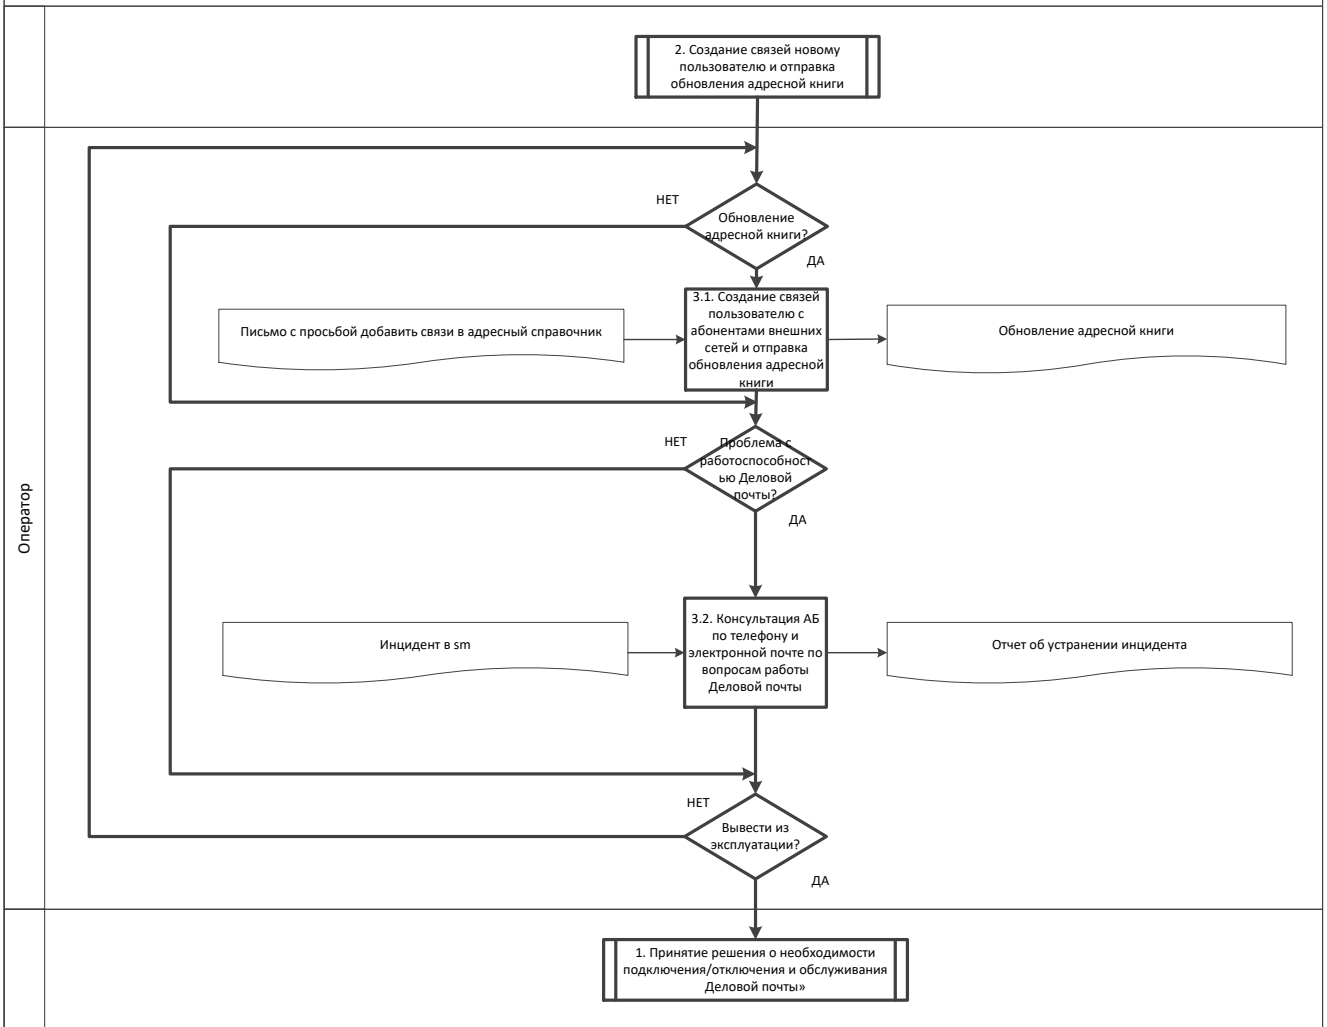 2. Создание связей новому
пользователю и отправка
обновления адресной книги
НЕТ
Обновление
адресной книги?
ДА
Письмо с просьбой добавить связи в адресный справочник
3.1. Создание связей
пользователю с
абонентами внешних
сетей и отправка
обновления адресной
книги
Обновление адресной книги
НЕТ
Проблема с
работоспособност
ью Деловой
почты?
ДА
Оператор
Инцидент в sm
3.2. Консультация АБ
по телефону и
электронной почте по
вопросам работы
Деловой почты
Отчет об устранении инцидента
НЕТ
Вывести из
эксплуатации?
ДА
1. Принятие решения о необходимости
подключения/отключения и обслуживания
Деловой почты»